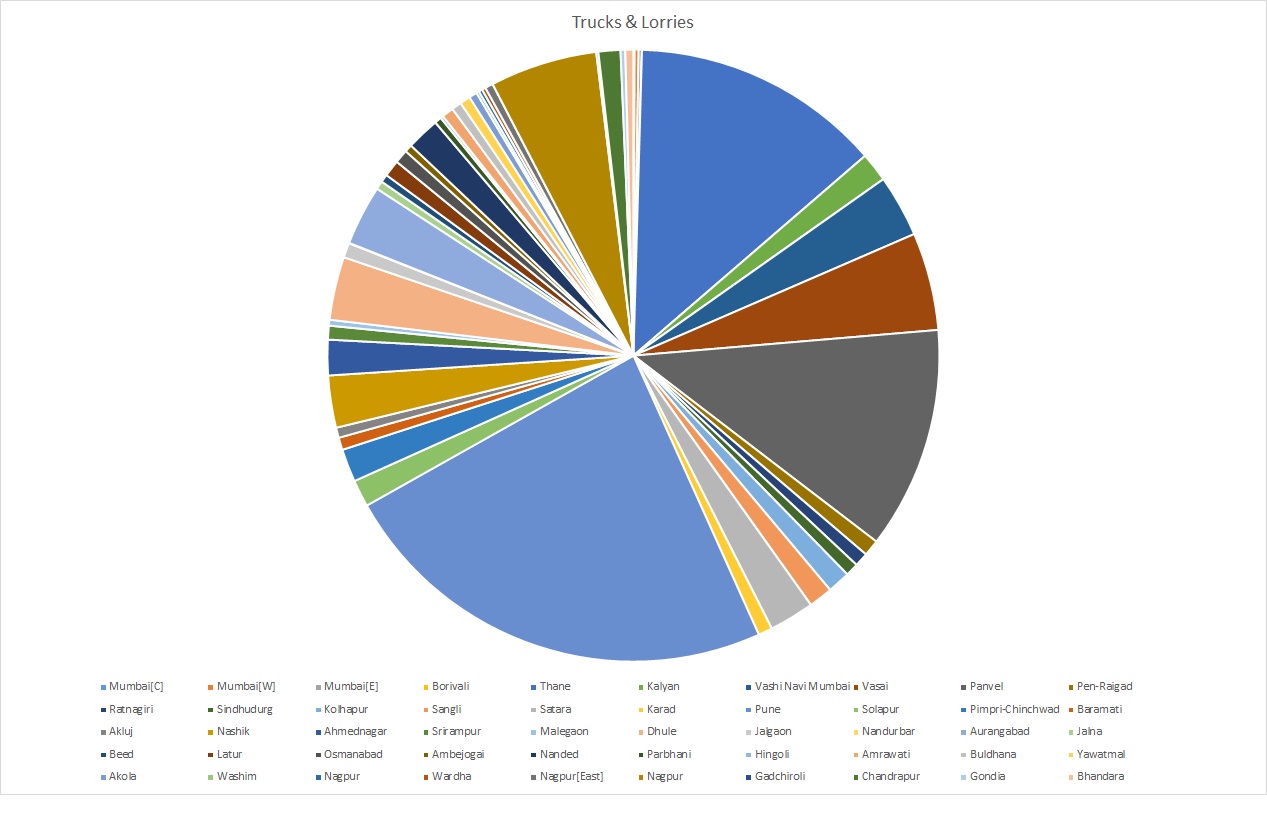 Trucks & Lorries
Mumbai[C] Mumbai[W] Mumbai[E] Borivali Thane Kalyan Vashi Navi Mumbai Vasai Panvel Pen-Raigad
Ratnagiri Sindhudurg Kolhapur Sangli Satara Karad Pune Solapur Pimpri-Chinchwad Baramati
Akluj Nashik Ahmednagar Srirampur Malegaon Dhule Jalgaon Nandurbar Aurangabad Jalna
Beed Latur Osmanabad Ambejogai Nanded Parbhani Hingoli Amrawati Buldhana Yawatmal
Akola Washim Nagpur Wardha Nagpur[East] Nagpur Gadchiroli Chandrapur Gondia Bhandara